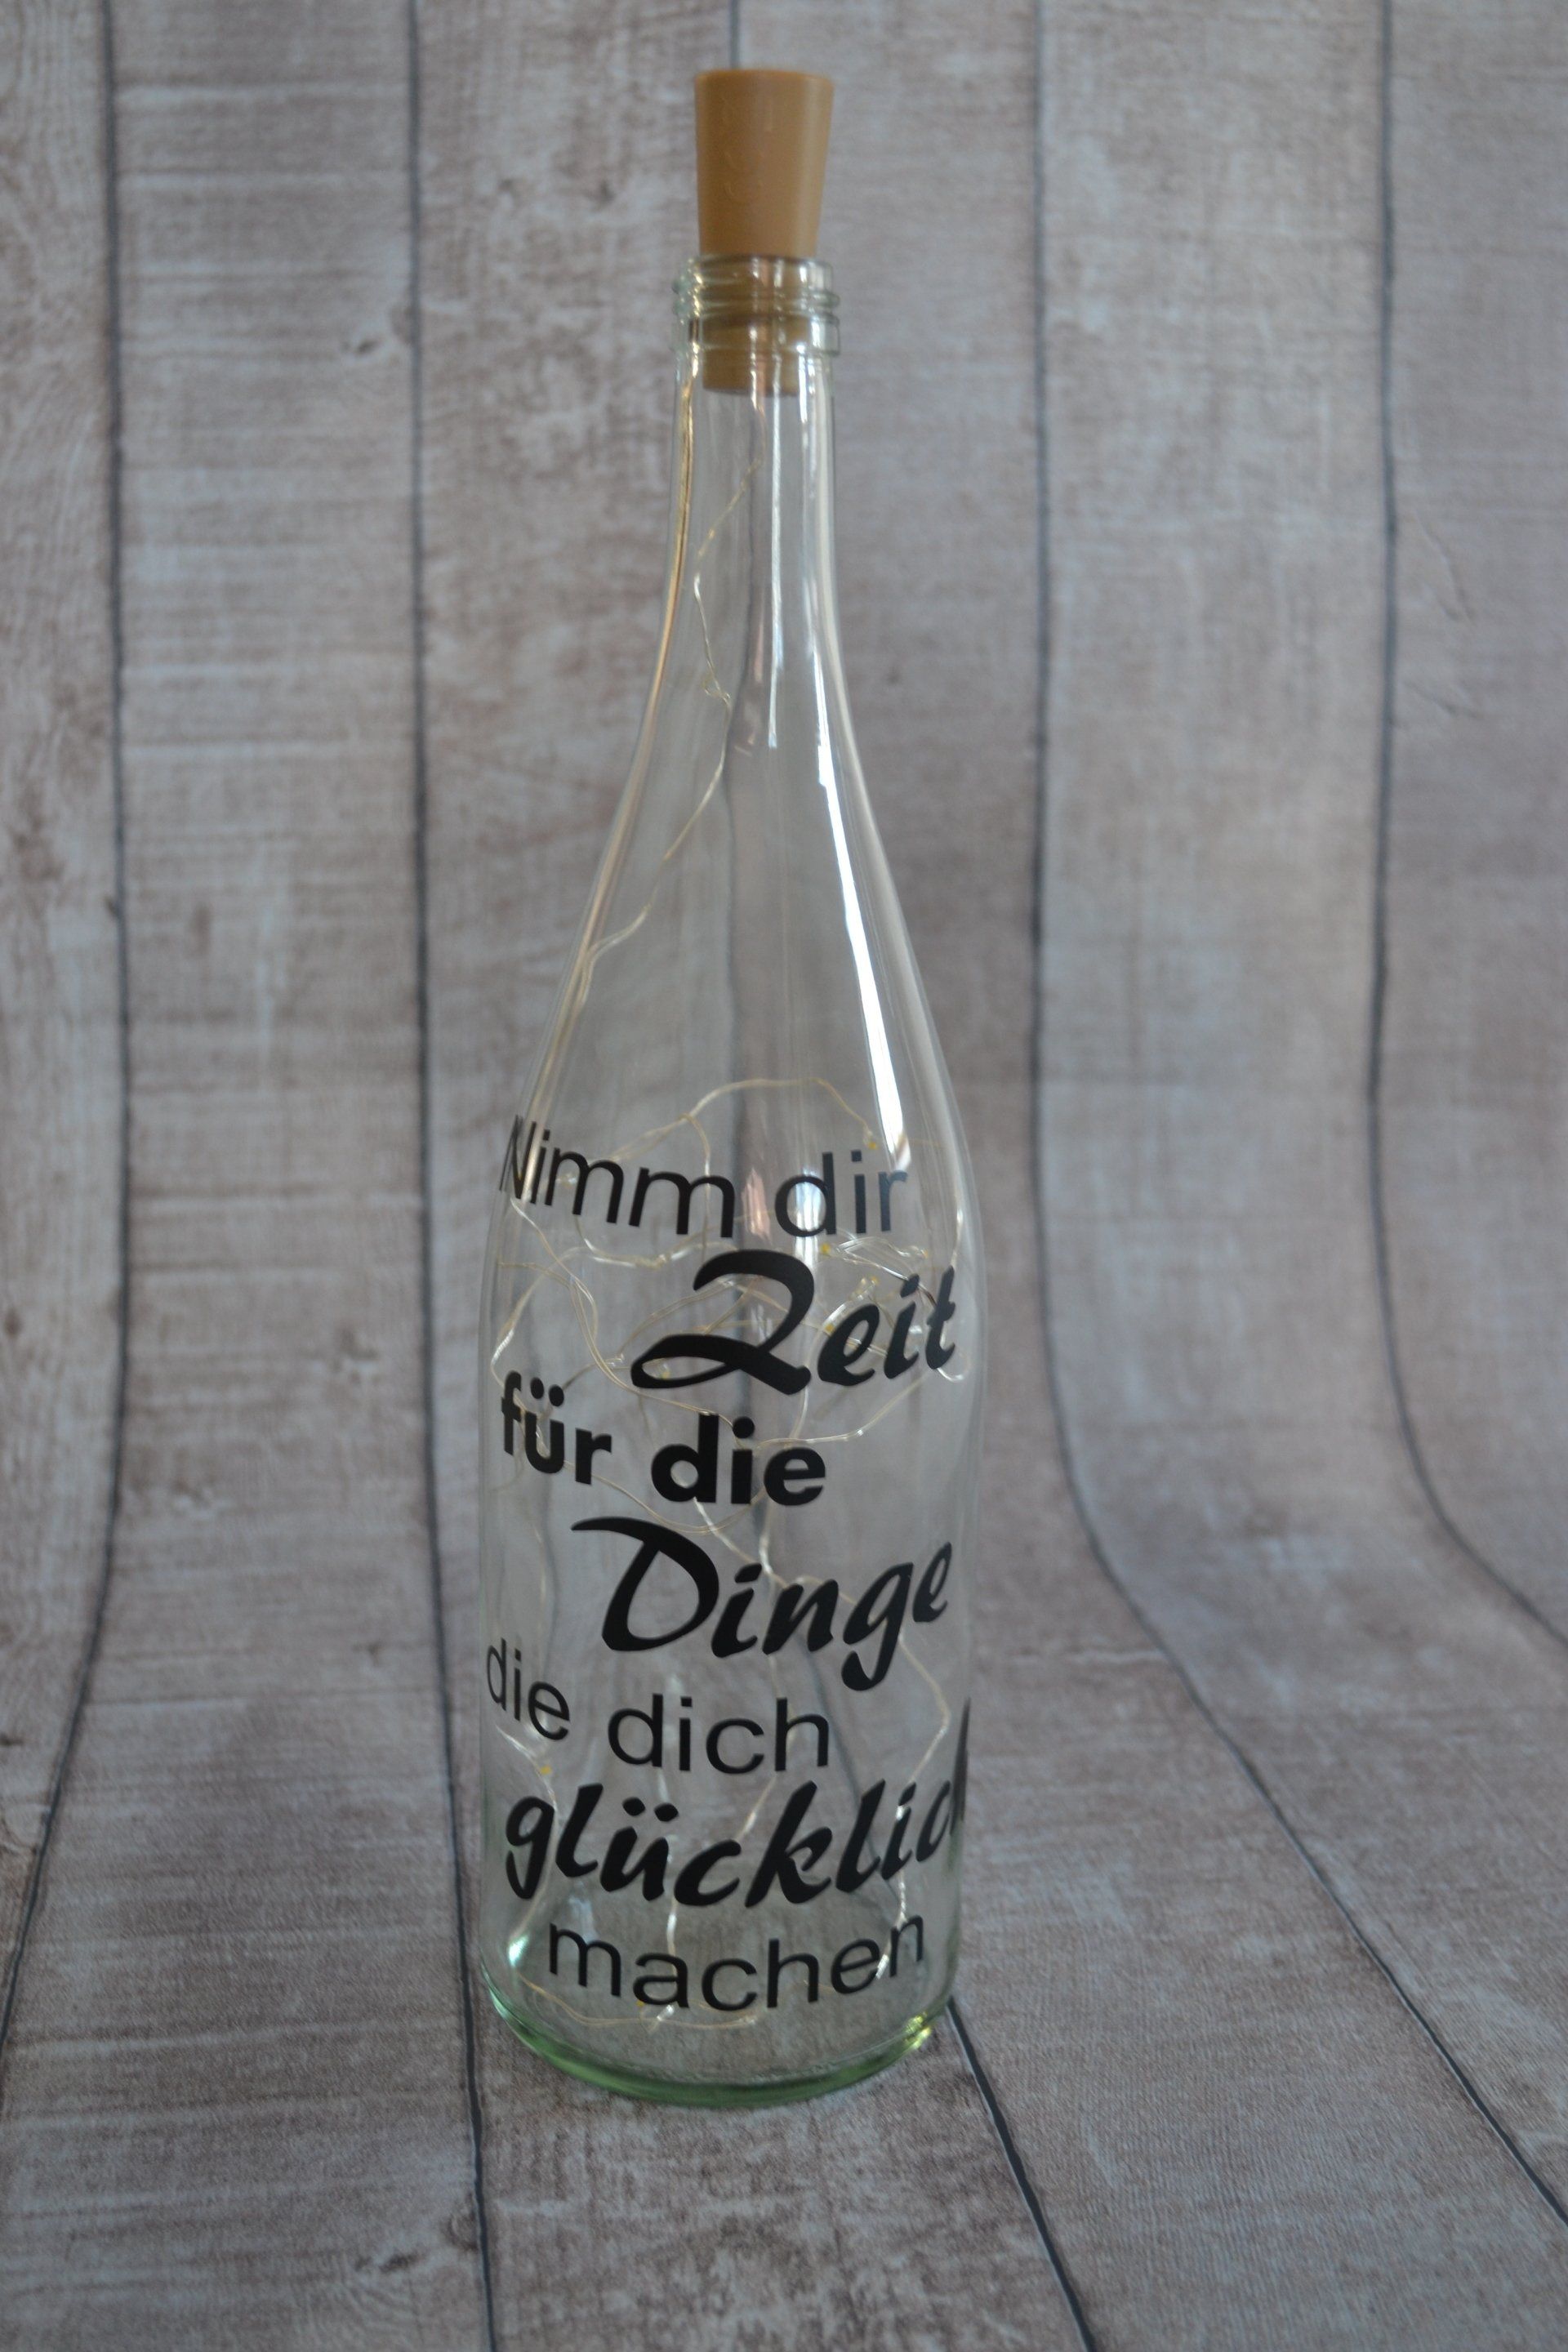 Nimm dir
Zeit
für die
Dinge
die dich
glücklich
machen